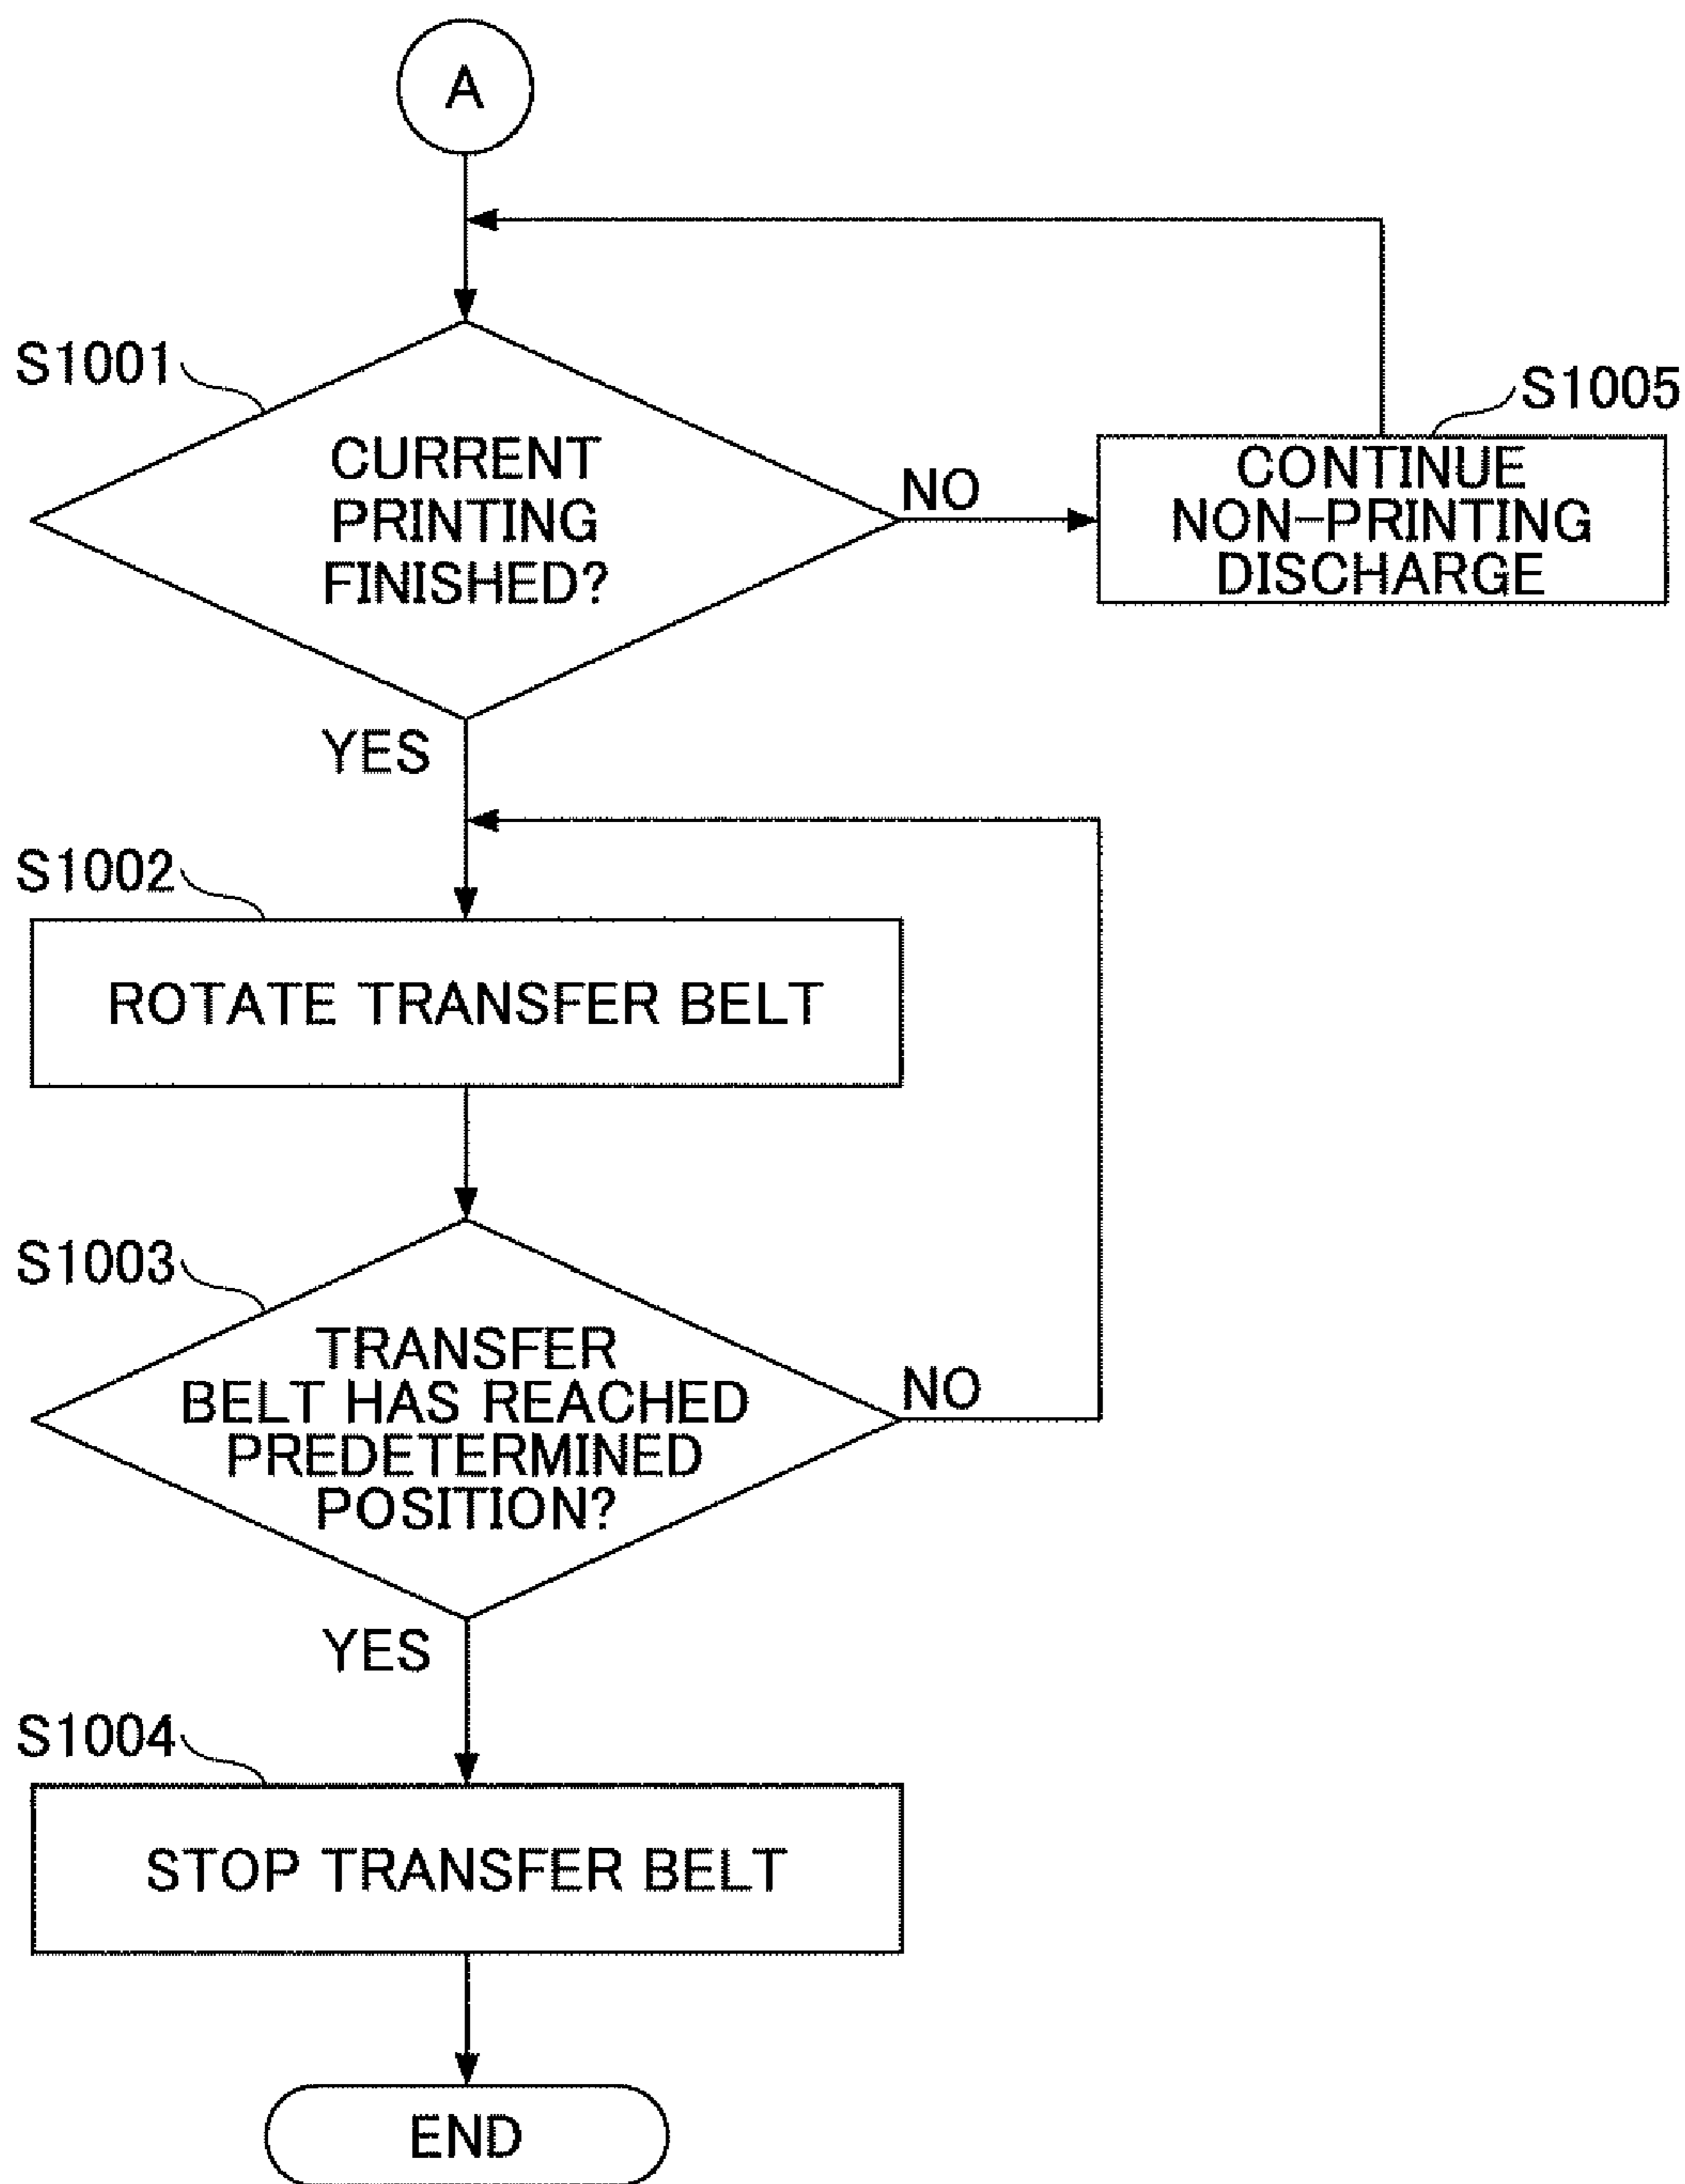 A
S1001
CURRENT
PRINTING
FINISHED?
NO
S1005
CONTINUE
NON-PRINTING
DISCHARGE
YES
S1002
ROTATE TRANSFER BELT
S1003
TRANSFER
BELT HAS REACHED
PREDETERMINED
POSITION?
NO
YES
S1004
STOP TRANSFER BELT
END